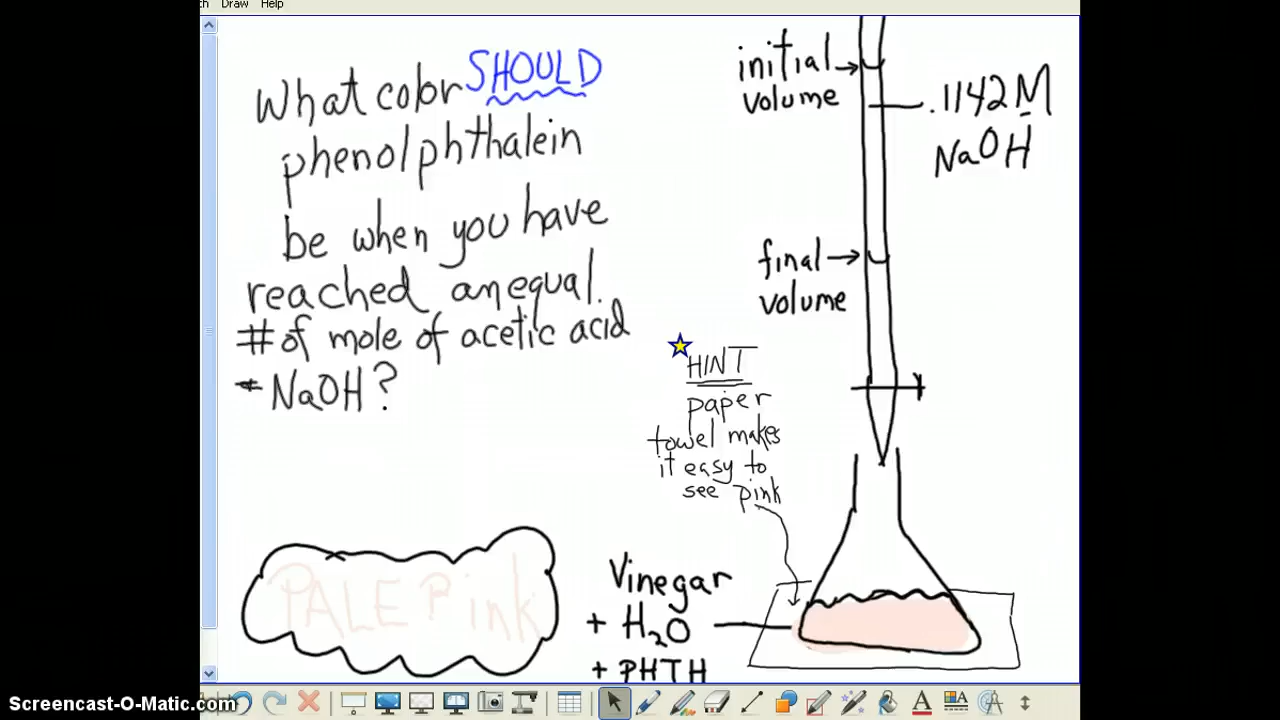 Draw Help
What color SHOULD
phenolphthalein
be when you have
reached an equal
# of mole of acetic acid
NaOH?
initial
volume
.1142 M
NaOH
final
volume
HINT
paper
towel makes
it easy to
see pink
PALE Pink
Vinegar
+ H₂O
+ PHTH
Screencast-O-Matic.com